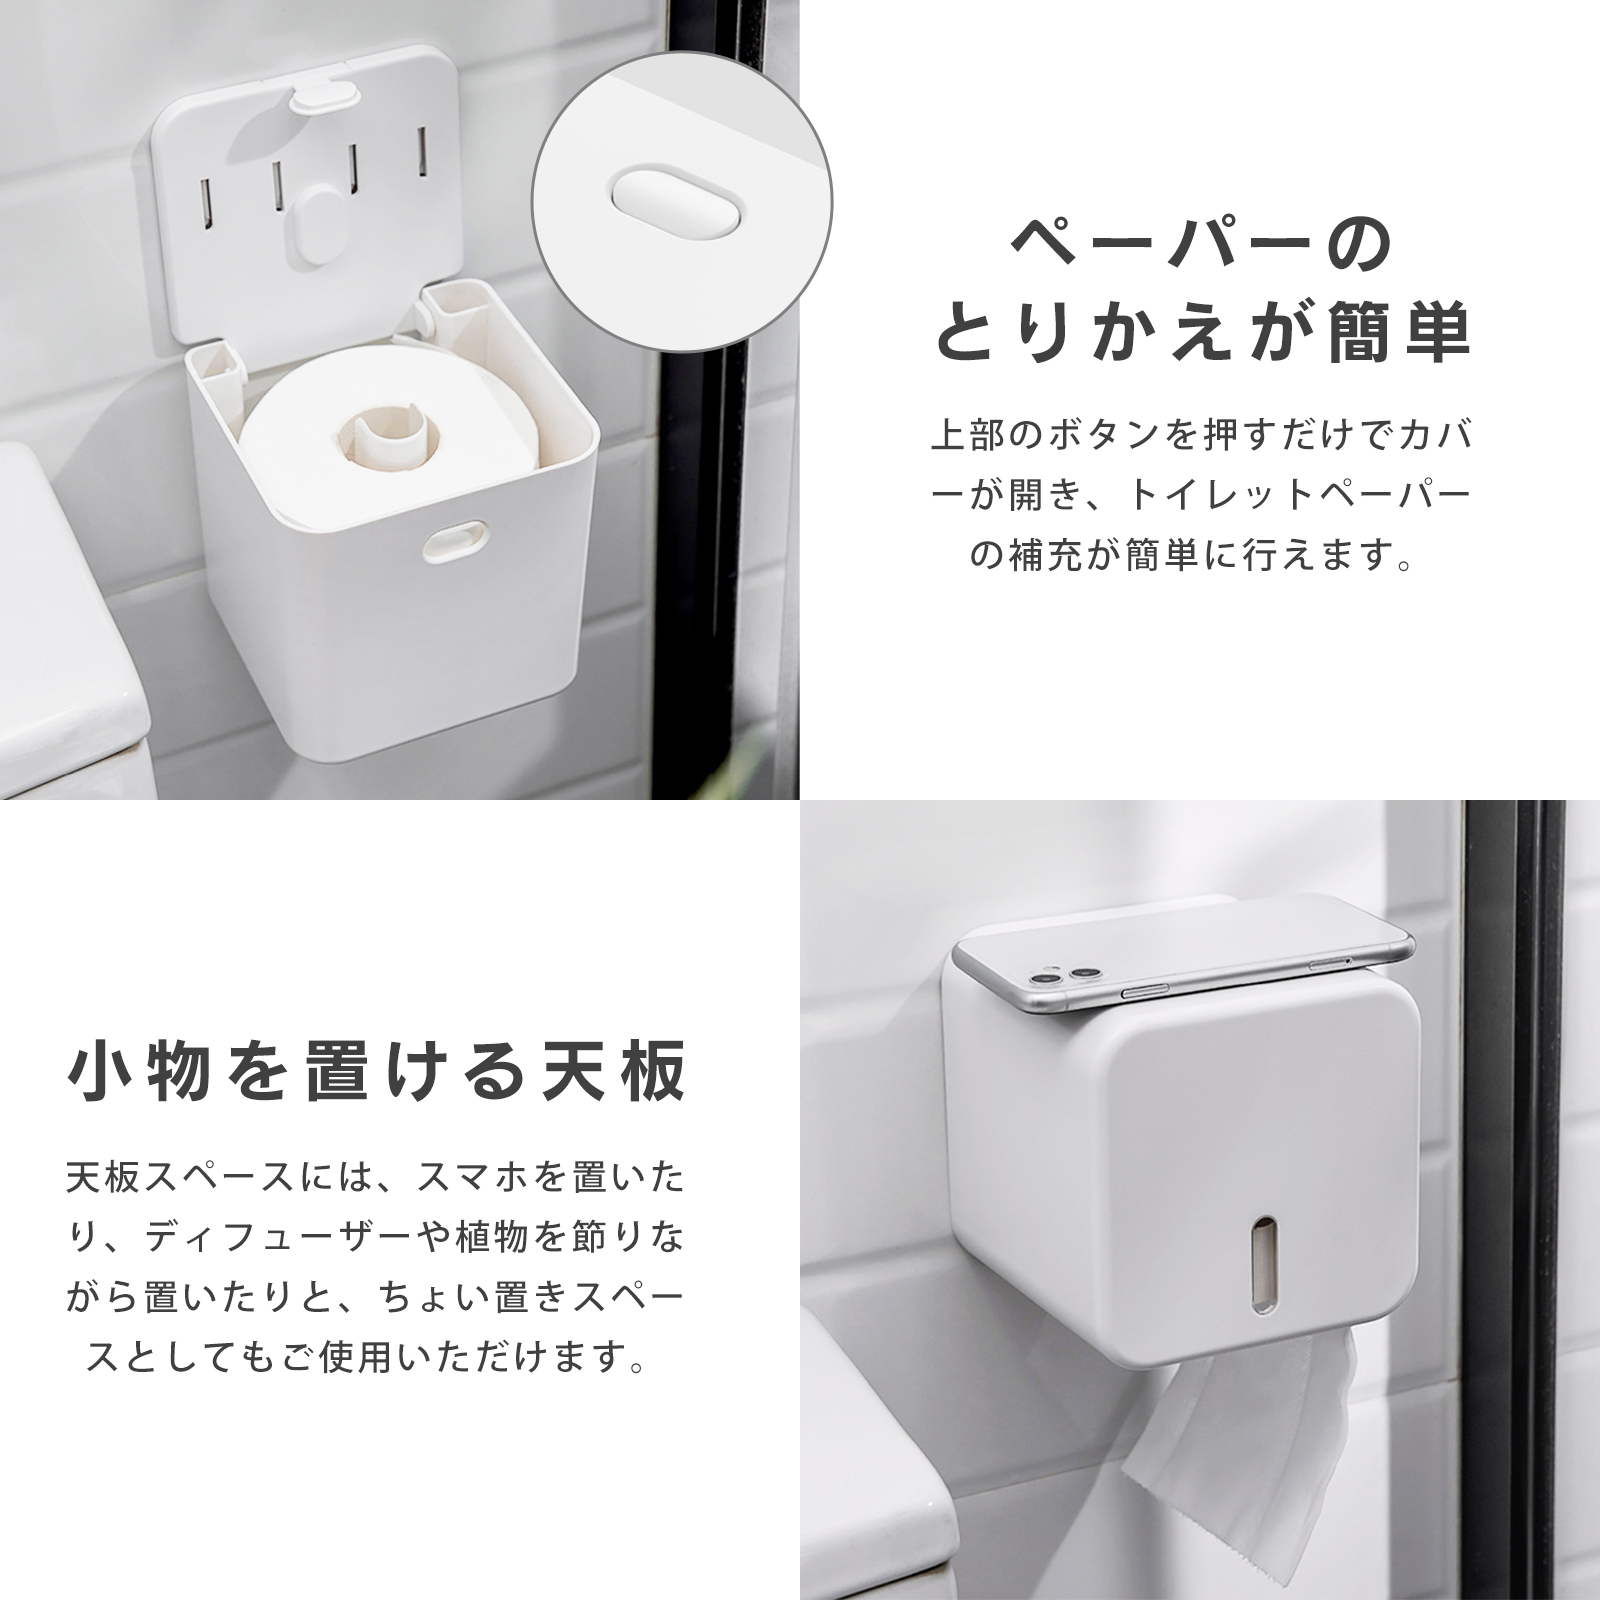 ペーパーの
とりかえが簡単
上部のボタンを押すだけでカバ
ーが開き、トイレットペーパー
の補充が簡単に行えます。
小物を置ける天板
天板スペースには、スマホを置いた
り、ディフューザーや植物を節りな
がら置いたりと、ちょい置きスペー
スとしてもご使用いただけます。